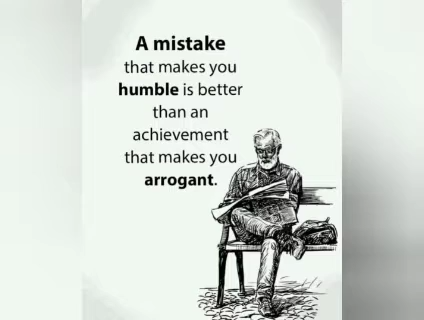 A mistake
that makes you
humble is better
than an
achievement
that makes you
arrogant.